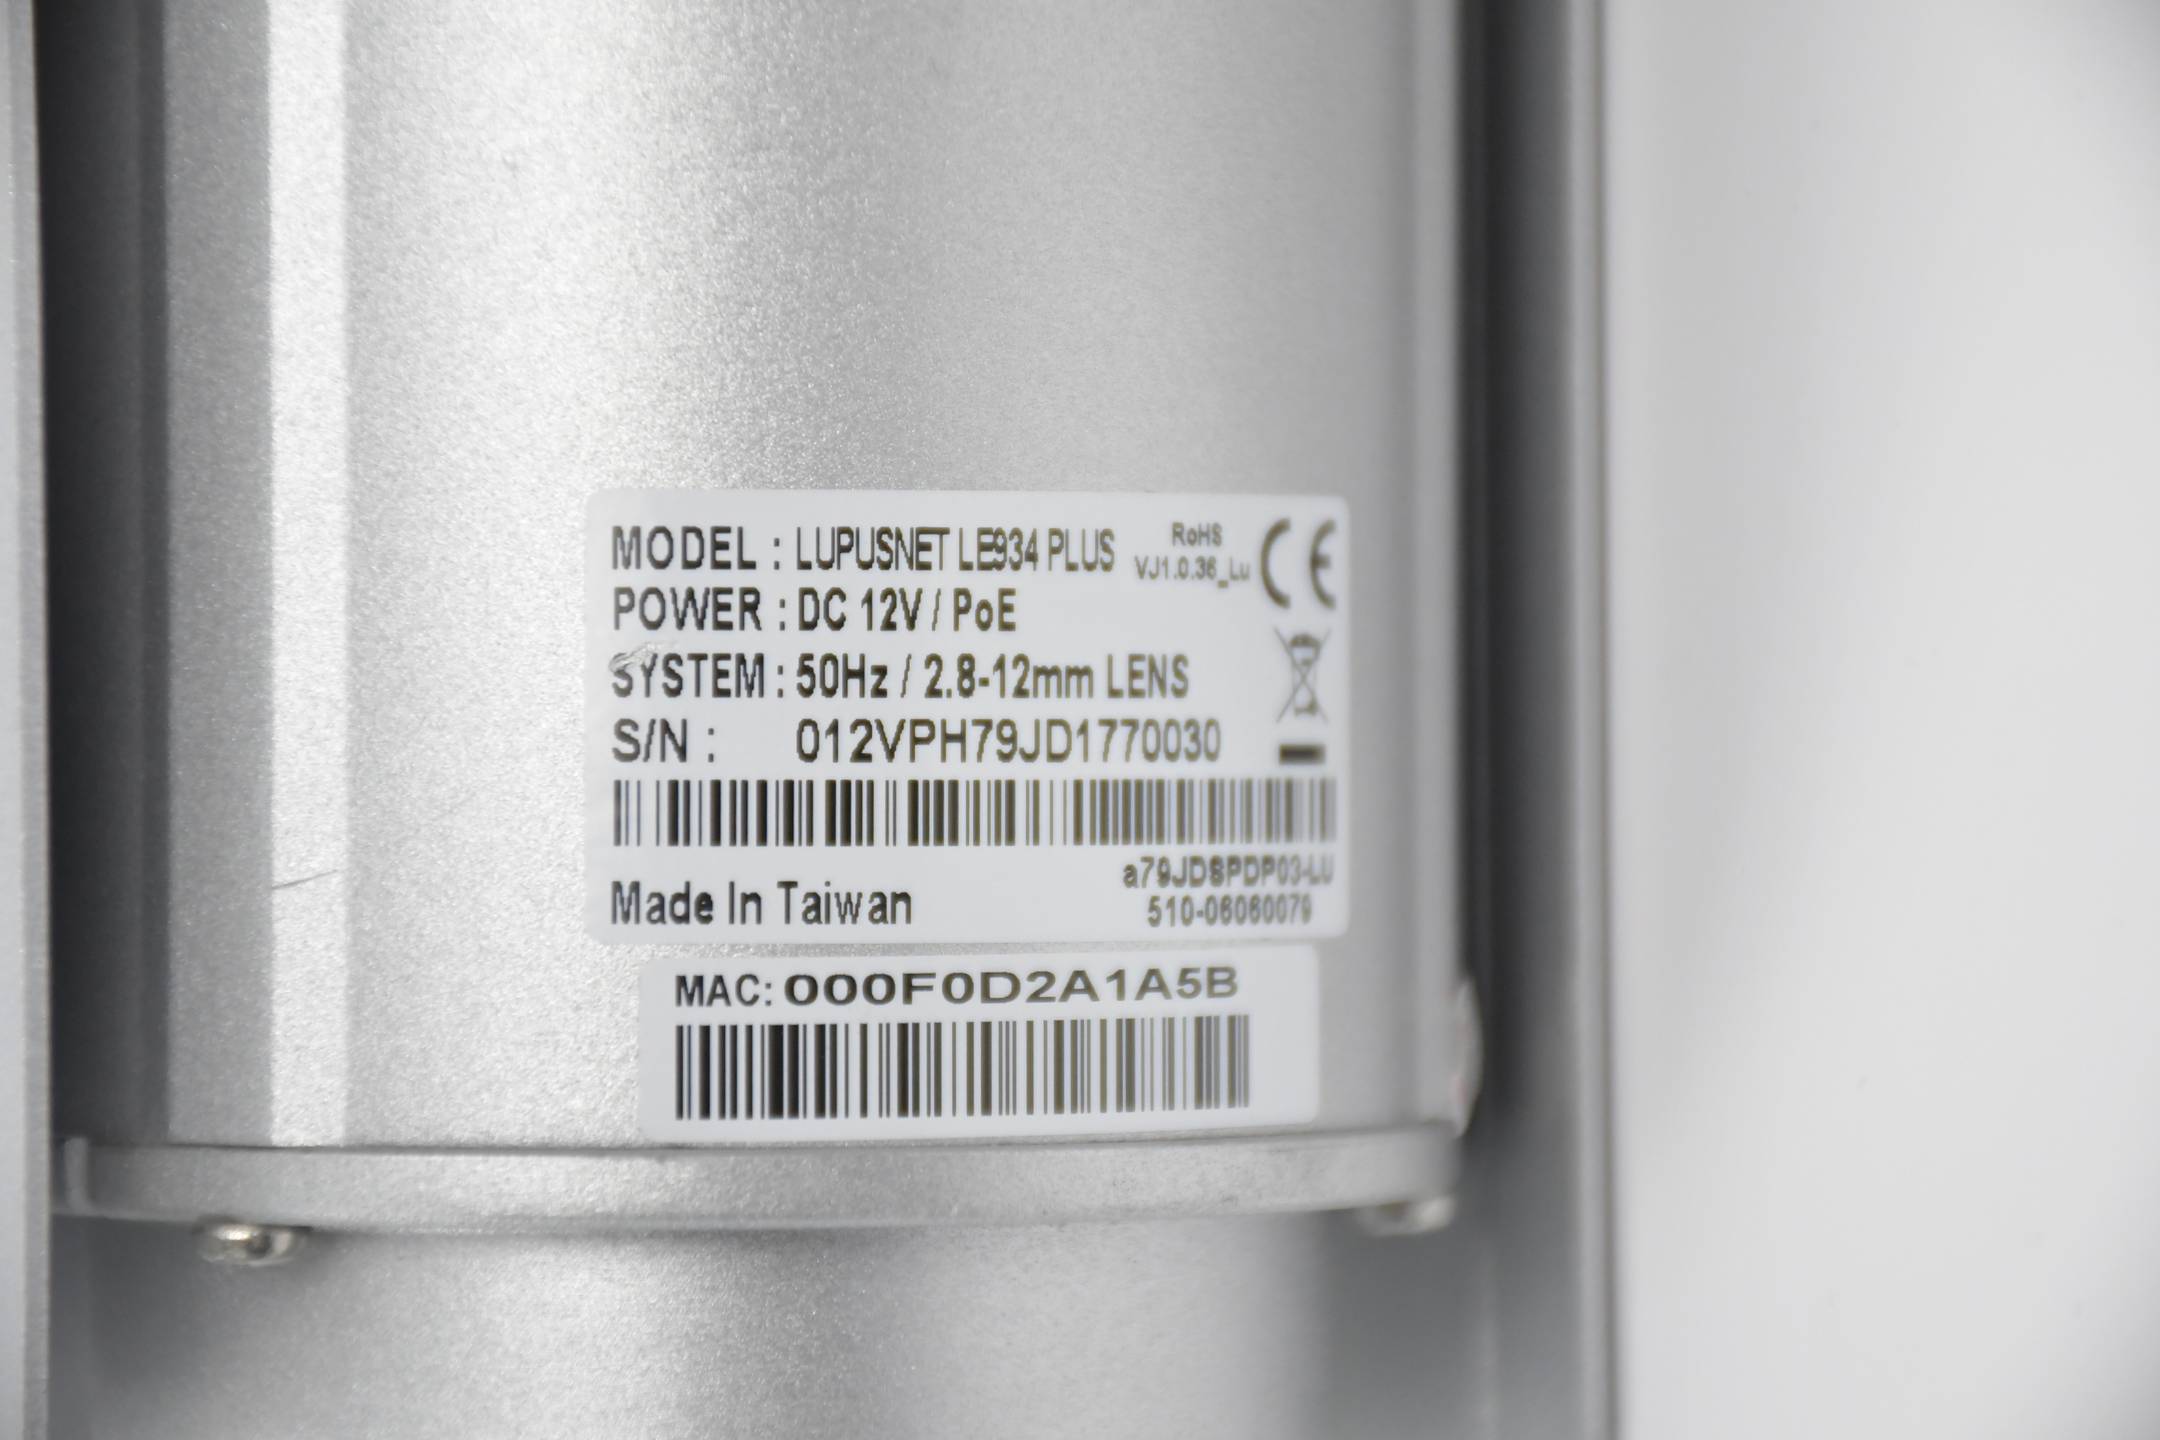 MODEL : LUPUSNET LE934 PLUS
RoHS
VJ1.0.36_Lu
CE
POWER : DC 12V / PoE
SYSTEM : 50Hz / 2.8-12mm LENS
S/N : 012VPH79JD1770030
a79JDSPDP03-LU
Made In Taiwan
510-06060079
MAC: 000F0D2A1A5B